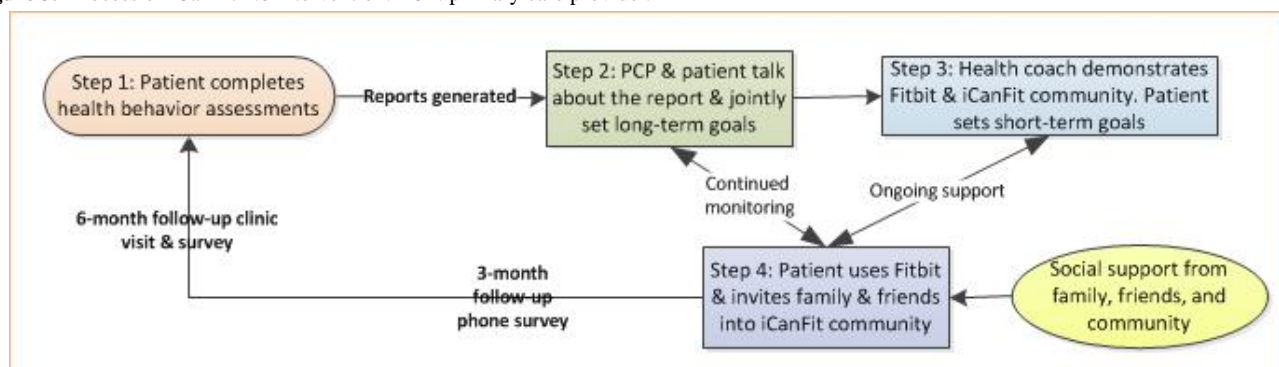 Step 1: Patient completes
health behavior assessments
Reports generated
Step 2: PCP & patient talk
about the report & jointly
set long-term goals
Step 3: Health coach demonstrates
Fitbit & iCanFit community. Patient
sets short-term goals
Continued
monitoring
Ongoing support
6-month follow-up clinic
visit & survey
3-month
follow-up
phone survey
Step 4: Patient uses Fitbit
& invites family & friends
into iCanFit community
Social support from
family, friends, and
community